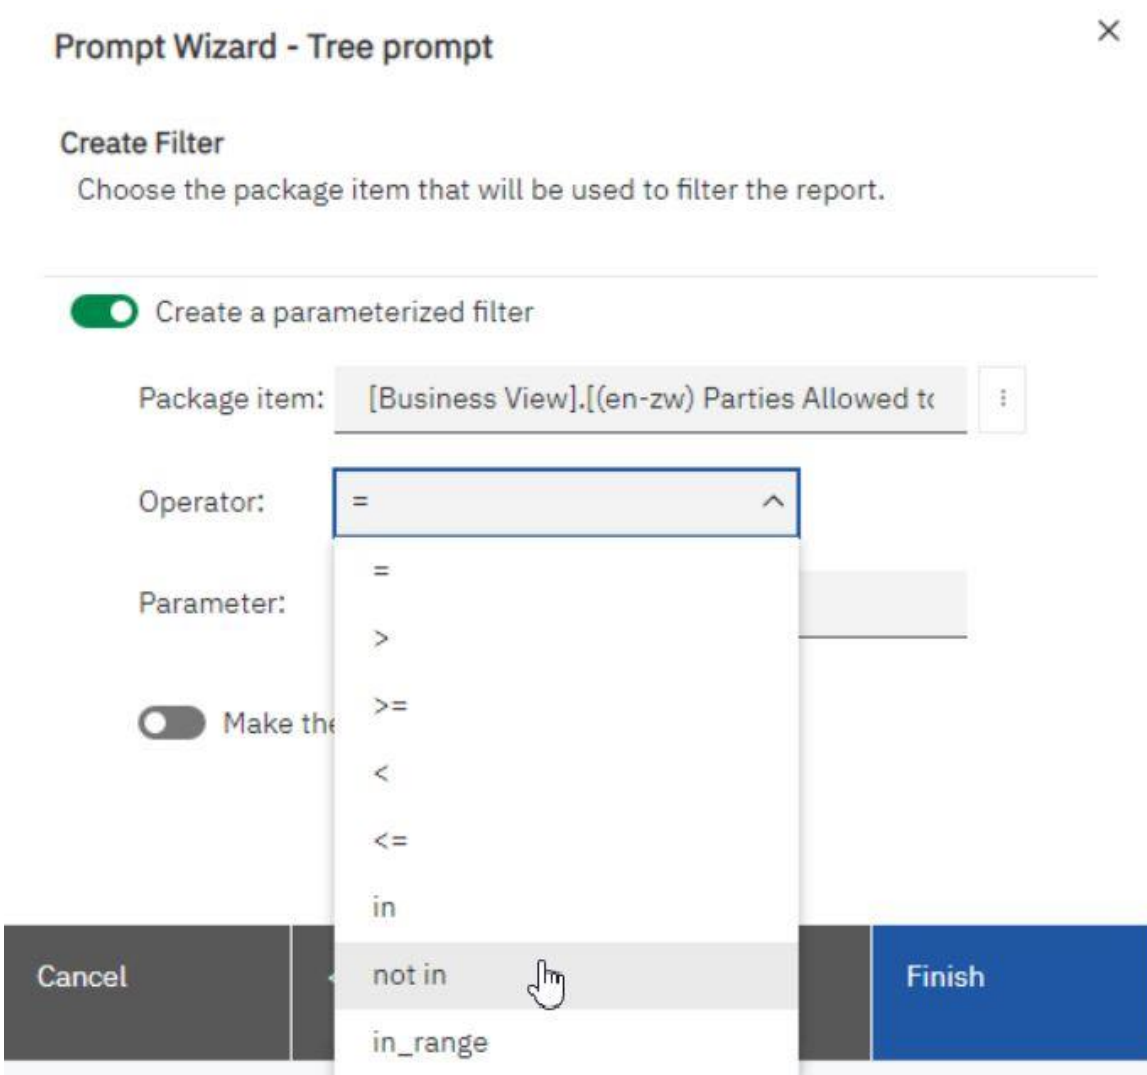 Prompt Wizard - Tree prompt
Create Filter
Choose the package item that will be used to filter the report.
Create a parameterized filter
Package item: [Business View].[(en-zw) Parties Allowed to
Operator: =
=
Parameter:
>
>=
Make the
<
<=
in
Cancel
not in
Finish
in_range